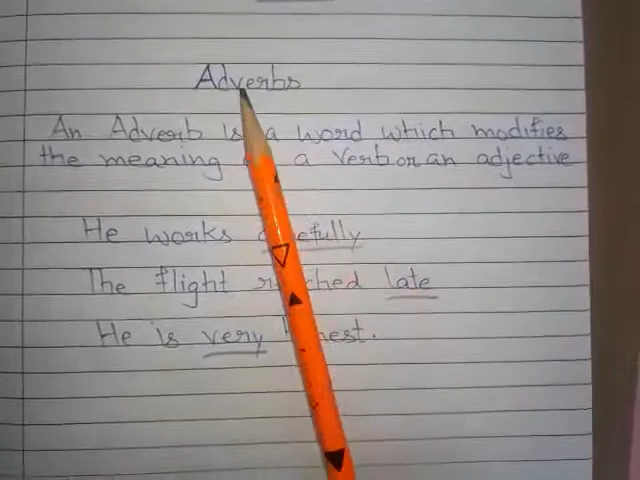 Adverbs
An Adverb is a word which modifies
the meaning a Verb or an adjective
He works
The flight late
He is very